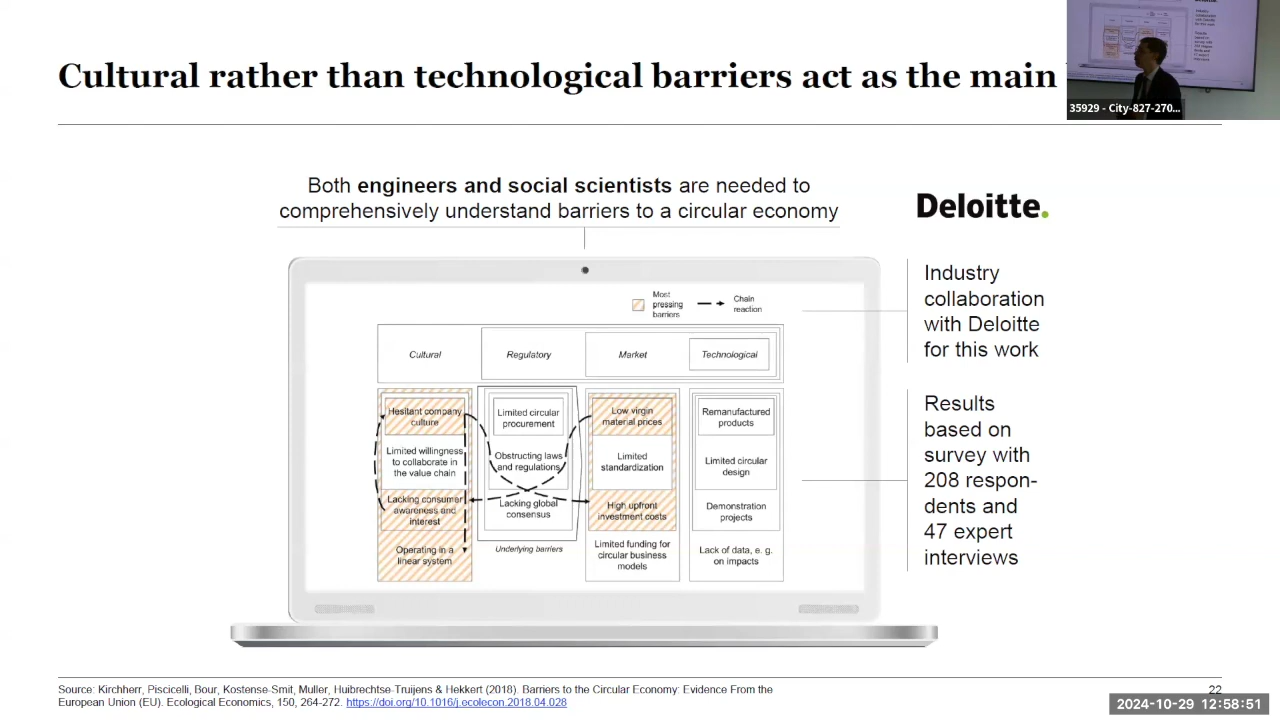 Cultural rather than technological barriers act as the main
35929 - City-827-270...
Both engineers and social scientists are needed to
comprehensively understand barriers to a circular economy
Deloitte.
Most
pressing
barriers
Chain
reaction
Cultural
Regulatory
Market
Technological
Hesitant company
culture
Limited willingness
to collaborate in
the value chain
Lacking consumer
awareness and
interest
Operating in a
linear system
Limited circular
procurement
Obstructing laws
and regulations
Lacking global
consensus
Underlying barriers
Low virgin
material prices
Limited
standardization
High upfront
investment costs
Limited funding for
circular business
models
Remanufactured
products
Limited circular
design
Demonstration
projects
Lack of data, e. g.
on impacts
Industry
collaboration
with Deloitte
for this work
Results
based on
survey with
208 respon-
dents and
47 expert
interviews
Source: Kirchherr, Piscicelli, Bour, Kostense-Smit, Muller, Huibrechtse-Truijens & Hekkert (2018). Barriers to the Circular Economy: Evidence From the
European Union (EU). Ecological Economics, 150, 264-272. https://doi.org/10.1016/j.ecolecon.2018.04.028
22
2024-10-29 12:58:51